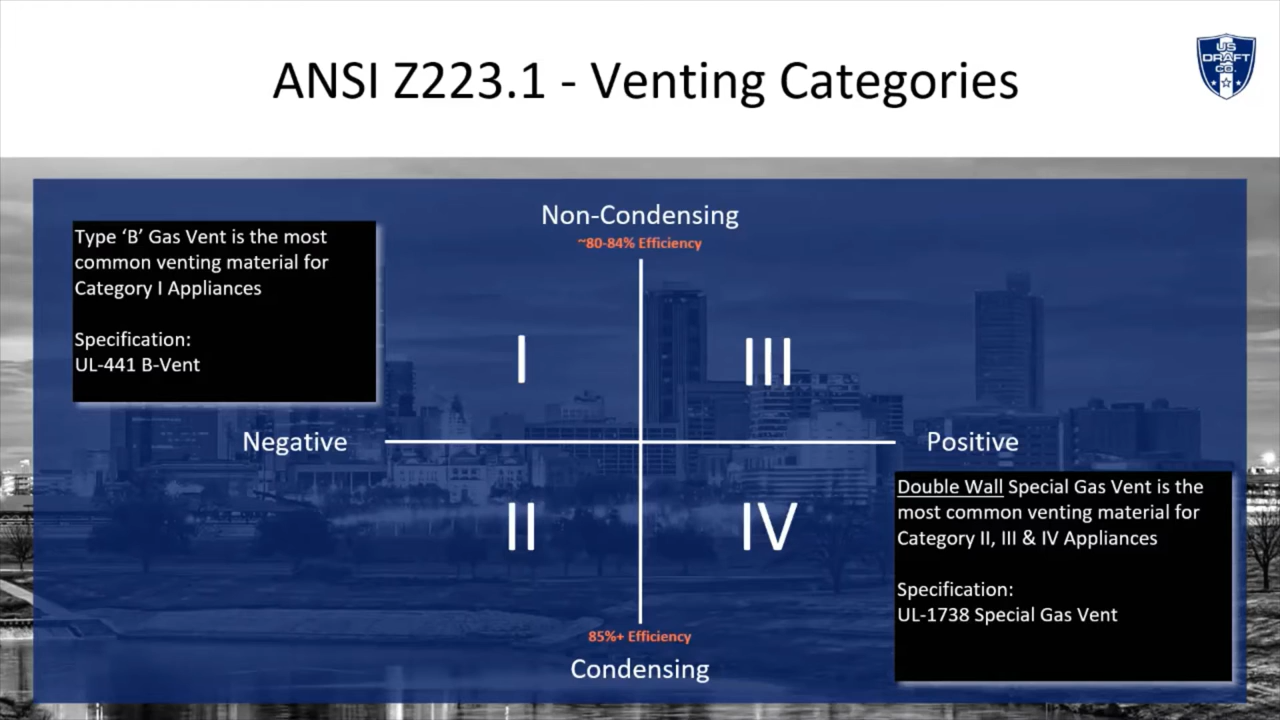 ANSI Z223.1 - Venting Categories
US
DRAFT
CO.
Non-Condensing
~80-84% Efficiency
Type ‘B’ Gas Vent is the most
common venting material for
Category I Appliances
Specification:
UL-441 B-Vent
I
III
Negative
Positive
II
IV
Double Wall Special Gas Vent is the
most common venting material for
Category II, III & IV Appliances
Specification:
UL-1738 Special Gas Vent
85%+ Efficiency
Condensing